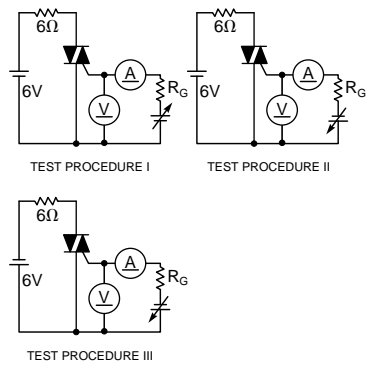 6Ω
A
RG
6V
V
TEST PROCEDURE I
6Ω
A
RG
6V
V
TEST PROCEDURE II
6Ω
A
RG
6V
V
TEST PROCEDURE III